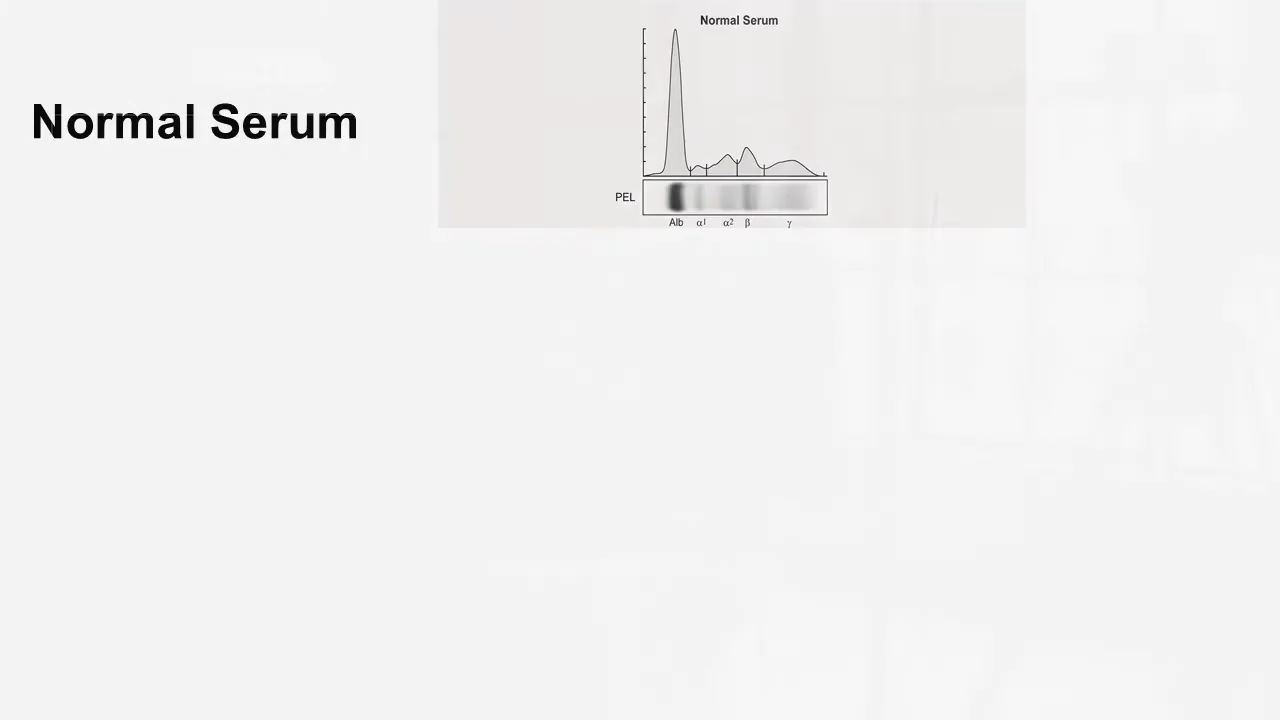 Normal Serum
Normal Serum
PEL
Alb α1 α2 β γ